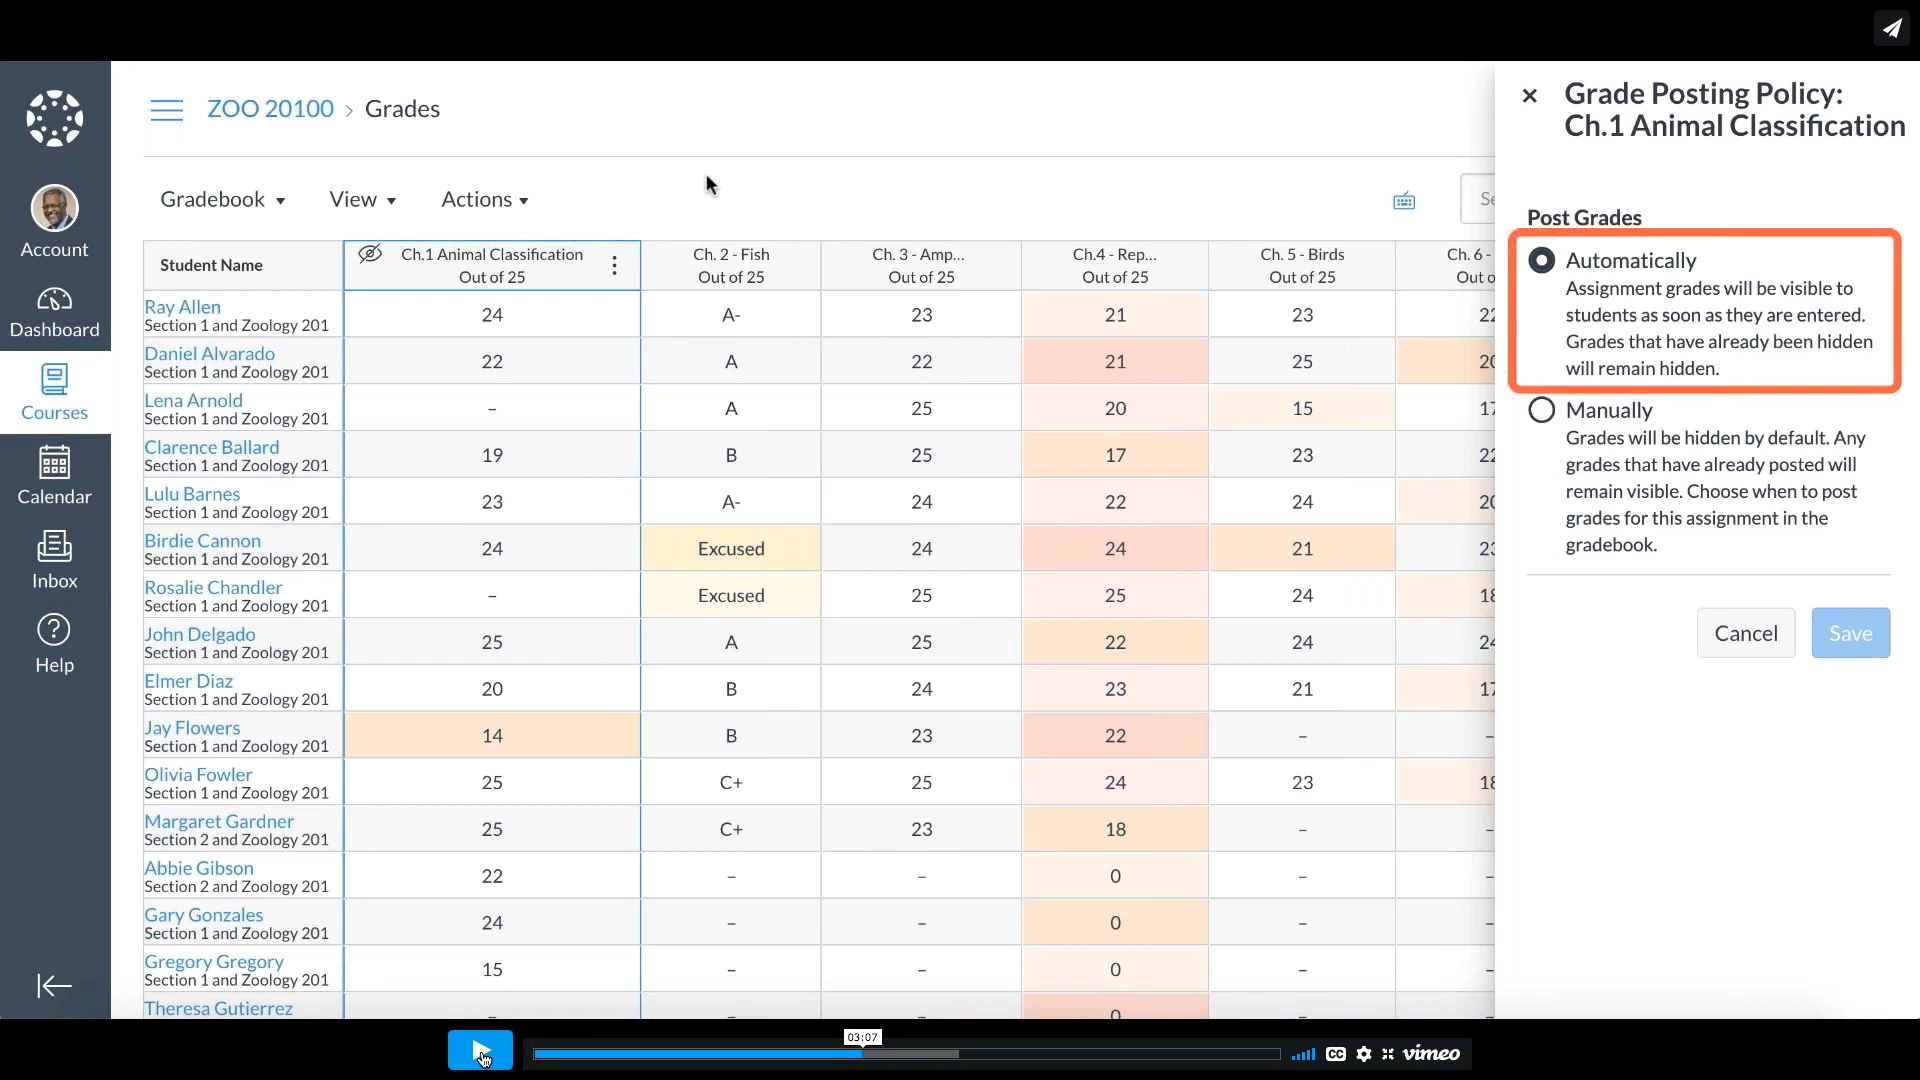 ZOO 20100 › Grades
Gradebook
View
Actions
Account
Dashboard
Courses
Calendar
Inbox
Help
Student Name
Ch.1 Animal Classification
Out of 25
Ch. 2 - Fish
Out of 25
Ch. 3 - Amp...
Out of 25
Ch.4 - Rep...
Out of 25
Ch. 5 - Birds
Out of 25
Ch. 6 -
Ray Allen 24 A- 23 21 23 22
Section 1 and Zoology 201
Daniel Alvarado 22 A 22 21 25 20
Section 1 and Zoology 201
Lena Arnold – A 25 20 15 17
Section 1 and Zoology 201
Clarence Ballard 19 B 25 17 23 22
Section 1 and Zoology 201
Lulu Barnes 23 A- 24 22 24 20
Section 1 and Zoology 201
Birdie Cannon 24 Excused 24 24 21 23
Section 1 and Zoology 201
Rosalie Chandler – Excused 25 25 24 18
Section 1 and Zoology 201
John Delgado 25 A 25 22 24 24
Section 1 and Zoology 201
Elmer Diaz 20 B 24 23 21 17
Section 1 and Zoology 201
Jay Flowers 14 B 23 22 – –
Section 1 and Zoology 201
Olivia Fowler 25 C+ 25 24 23 18
Section 1 and Zoology 201
Margaret Gardner 25 C+ 23 18 – –
Section 2 and Zoology 201
Abbie Gibson 22 – – 0 – –
Section 2 and Zoology 201
Gary Gonzales 24 – – 0 – –
Section 1 and Zoology 201
Gregory Gregory 15 – – 0 – –
Section 1 and Zoology 201
Theresa Gutierrez – – – 0 – –
Grade Posting Policy:
Ch.1 Animal Classification
Post Grades
Automatically
Assignment grades will be visible to
students as soon as they are entered.
Grades that have already been hidden
will remain hidden.
Manually
Grades will be hidden by default. Any
grades that have already posted will
remain visible. Choose when to post
grades for this assignment in the
gradebook.
Cancel
Save
03:07
CC
vimeo